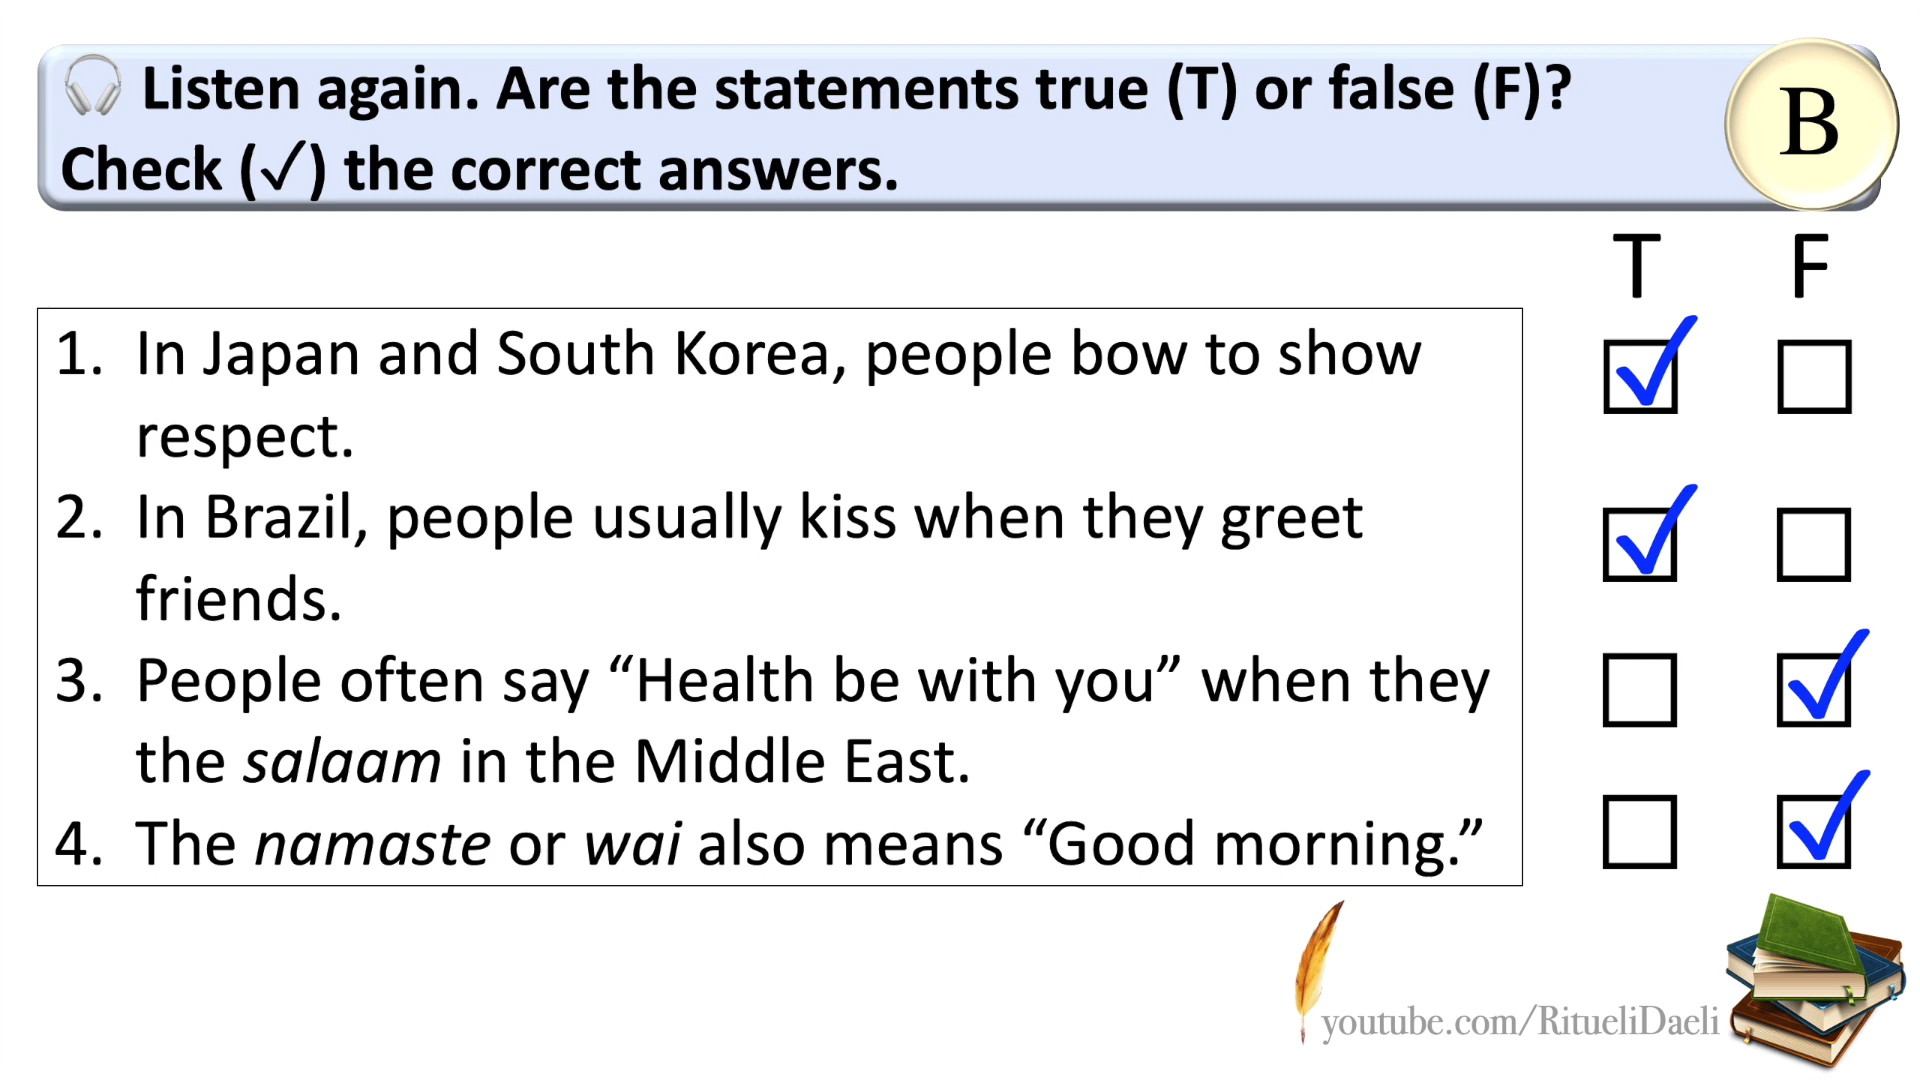 🎧 Listen again. Are the statements true (T) or false (F)?
Check (✓) the correct answers.
B
T F
1. In Japan and South Korea, people bow to show
respect.
2. In Brazil, people usually kiss when they greet
friends.
3. People often say “Health be with you” when they
the salaam in the Middle East.
4. The namaste or wai also means “Good morning.”
youtube.com/RitueliDaeli